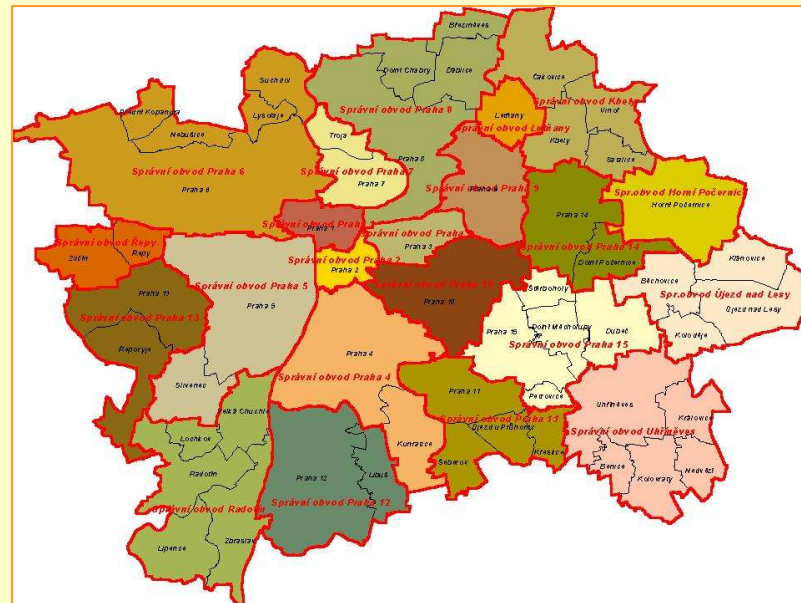 Březiněves
Dolní Chabry
Ďáblice
Suchdol
Čakovice
Přední Kopanina
Lysolaje
Správní obvod Praha 8
Letňany
Správní obvod Kbely
Vinoř
Nebušice
Troja
Správní obvod Letňany
Kbely
Praha 8
Satalice
Správní obvod Praha 6
Správní obvod Praha 7
Praha 6
Praha 7
Praha 9
Správní obvod Praha 9
Spr.obvod Horní Počernice
Horní Počernice
Praha 14
Správní obvod Praha 1
Praha 1
Správní obvod Řepy
Praha 3
Správní obvod Praha 14
Zličín
Řepy
Správní obvod Praha 2
Praha 2
Dolní Počernice
Klánovice
Běchovice
Správní obvod Praha 5
Praha 13
Štěrboholy
Spr.obvod Újezd nad Lesy
Praha 5
Praha 10
Újezd nad Lesy
Správní obvod Praha 13
Praha 15
Dolní Měcholupy
Dubeč
Koloděje
Správní obvod Praha 15
Řeporyje
Praha 4
Správní obvod Praha 4
Slivenec
Praha 11
Petrovice
Velká Chuchle
Uhříněves
Královice
Správní obvod Praha 11
Újezd u Průhonic
Správní obvod Uhříněves
Lochkov
Kunratice
Křeslice
Šeberov
Benice
Nedvězí
Radotín
Praha 12
Libuš
Kolovraty
Správní obvod Radotín
Správní obvod Praha 12
Zbraslav
Lipence